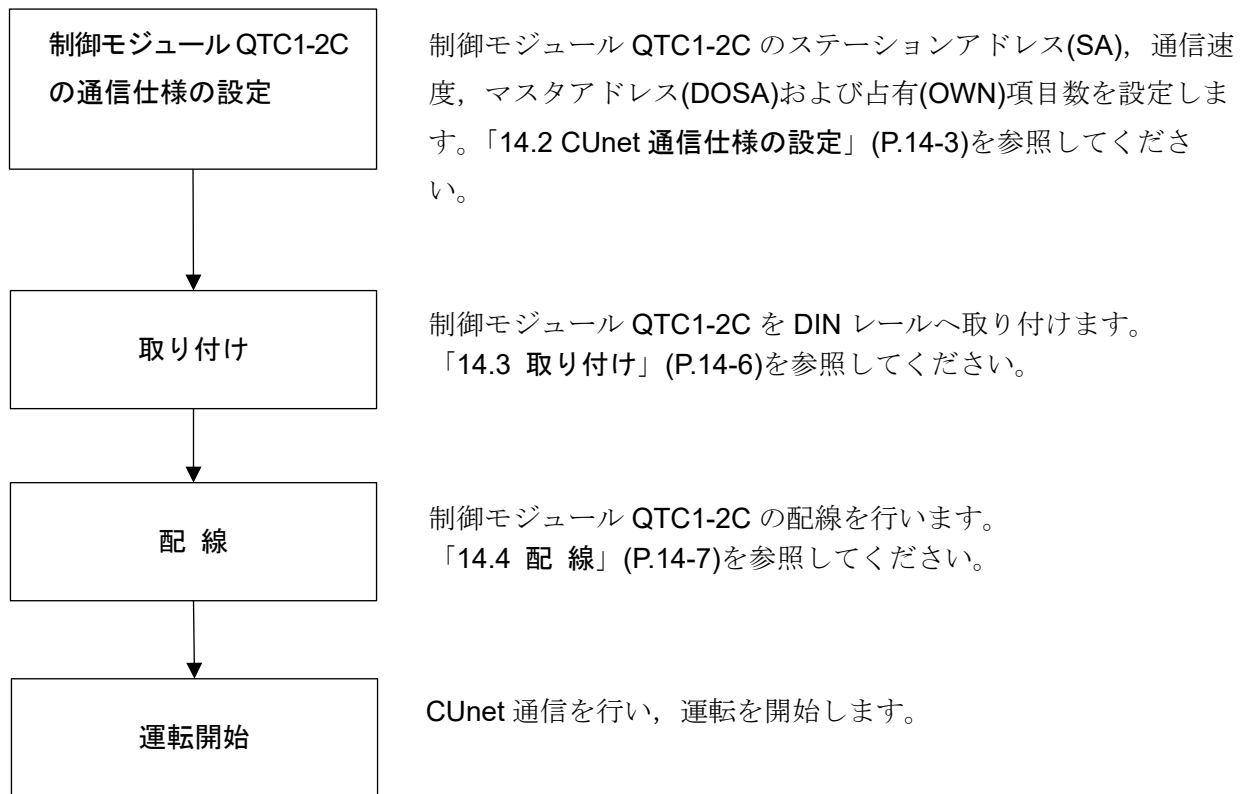 制御モジュール QTC1-2C
の通信仕様の設定
制御モジュール QTC1-2C のステーションアドレス(SA)，通信速
度，マスタアドレス(DOSA)および占有(OWN)項目数を設定しま
す。「14.2 CUnet 通信仕様の設定」(P.14-3)を参照してくださ
い。
取り付け
制御モジュール QTC1-2C を DIN レールへ取り付けます。
「14.3 取り付け」(P.14-6)を参照してください。
配 線
制御モジュール QTC1-2C の配線を行います。
「14.4 配 線」(P.14-7)を参照してください。
運転開始
CUnet 通信を行い，運転を開始します。